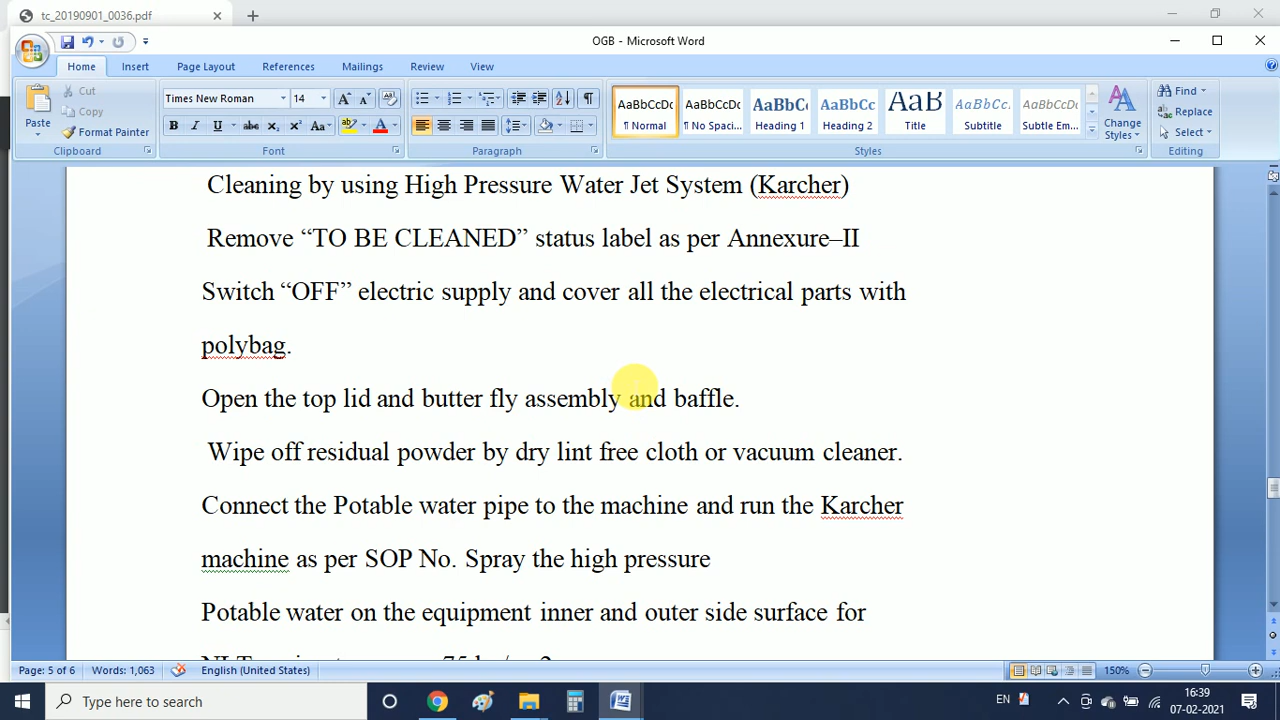 tc_20190901_0036.pdf
OGB - Microsoft Word
Home Insert Page Layout References Mailings Review View
Paste
Cut
Copy
Format Painter
Clipboard
Times New Roman 14
Font
Paragraph
AaBbCcDc AaBbCcDc AaBbC AaBbCc AaB AaBbCc. AaBbCcDc
¶ Normal ¶ No Spaci... Heading 1 Heading 2 Title Subtitle Subtle Em...
Change
Styles
Styles
Find
Replace
Select
Editing
Cleaning by using High Pressure Water Jet System (Karcher)
Remove “TO BE CLEANED” status label as per Annexure–II
Switch “OFF” electric supply and cover all the electrical parts with
polybag.
Open the top lid and butter fly assembly and baffle.
Wipe off residual powder by dry lint free cloth or vacuum cleaner.
Connect the Potable water pipe to the machine and run the Karcher
machine as per SOP No. Spray the high pressure
Potable water on the equipment inner and outer side surface for
Page: 5 of 6 Words: 1,063 English (United States) 150%
Type here to search
EN
16:39
07-02-2021